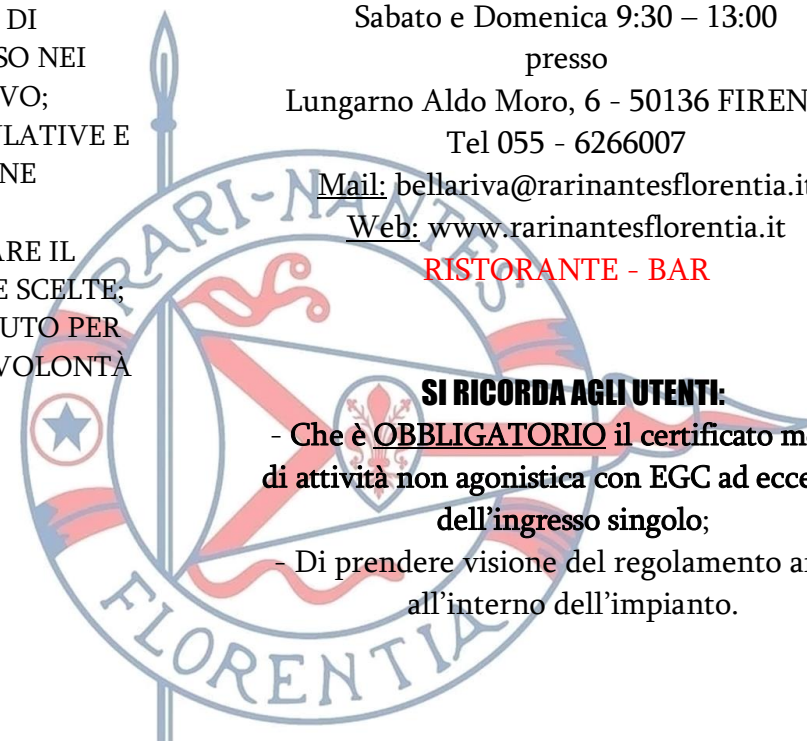 DI
SO NEI
VO;
LATIVE E
NE
ARE IL
E SCELTE;
UTO PER
VOLONTÀ
Sabato e Domenica 9:30 – 13:00
presso
Lungarno Aldo Moro, 6 - 50136 FIREN
Tel 055 - 6266007
Mail: bellariva@rarinantesflorentia.it
Web: www.rarinantesflorentia.it
RISTORANTE - BAR
SI RICORDA AGLI UTENTI:
- Che è OBBLIGATORIO il certificato m
di attività non agonistica con EGC ad ecce
dell'ingresso singolo;
- Di prendere visione del regolamento a
all'interno dell'impianto.
RARI-NANTES
FLORENTIA